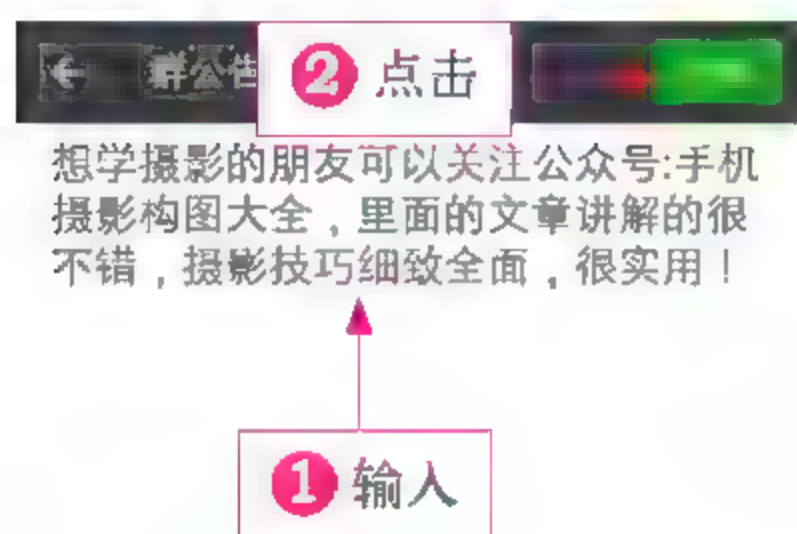 群公告
❷ 点击
想学摄影的朋友可以关注公众号:手机
摄影构图大全，里面的文章讲解的很
不错，摄影技巧细致全面，很实用！
❶ 输入